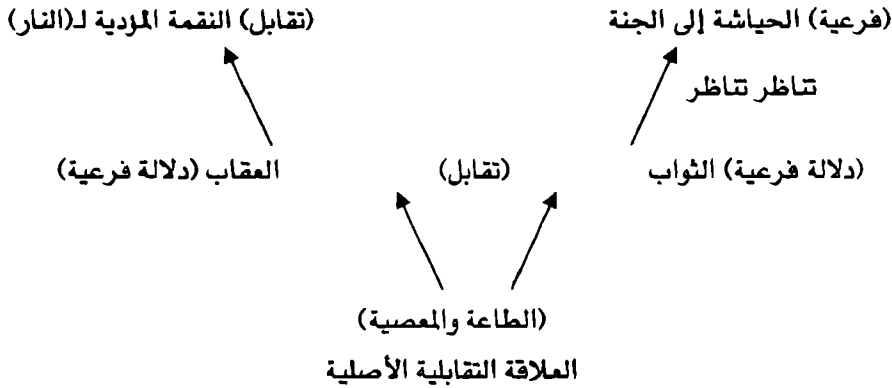 (فرعية) الحياشة إلى الجنة (تقابل) النقمة المؤدية لـ(النار)
تناظر تناظر
(دلالة فرعية) الثواب (تقابل) العقاب (دلالة فرعية)
(الطاعة والمعصية)
العلاقة التقابلية الأصلية